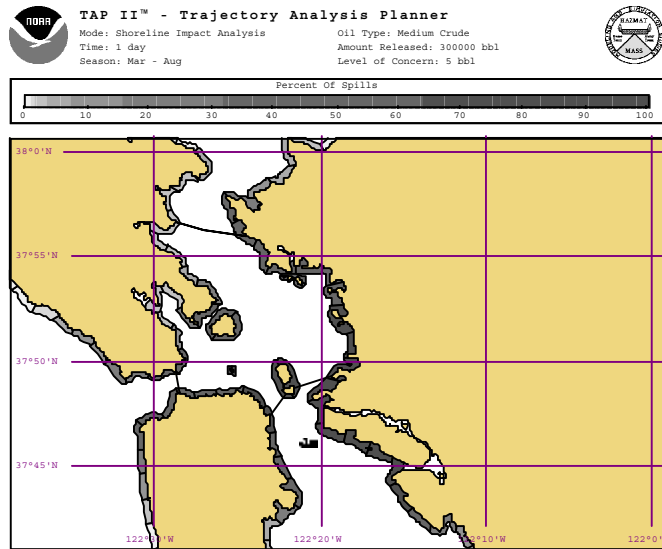 TAP II™ - Trajectory Analysis Planner
Mode: Shoreline Impact Analysis
Time: 1 day
Season: Mar - Aug
Oil Type: Medium Crude
Amount Released: 300000 bbl
Level of Concern: 5 bbl
NOAA
HAZMAT
MASS
Percent Of Spills
0 10 20 30 40 50 60 70 80 90 100
38°0'N
37°55'N
37°50'N
37°45'N
122°30'W 122°20'W 122°10'W 122°0'W